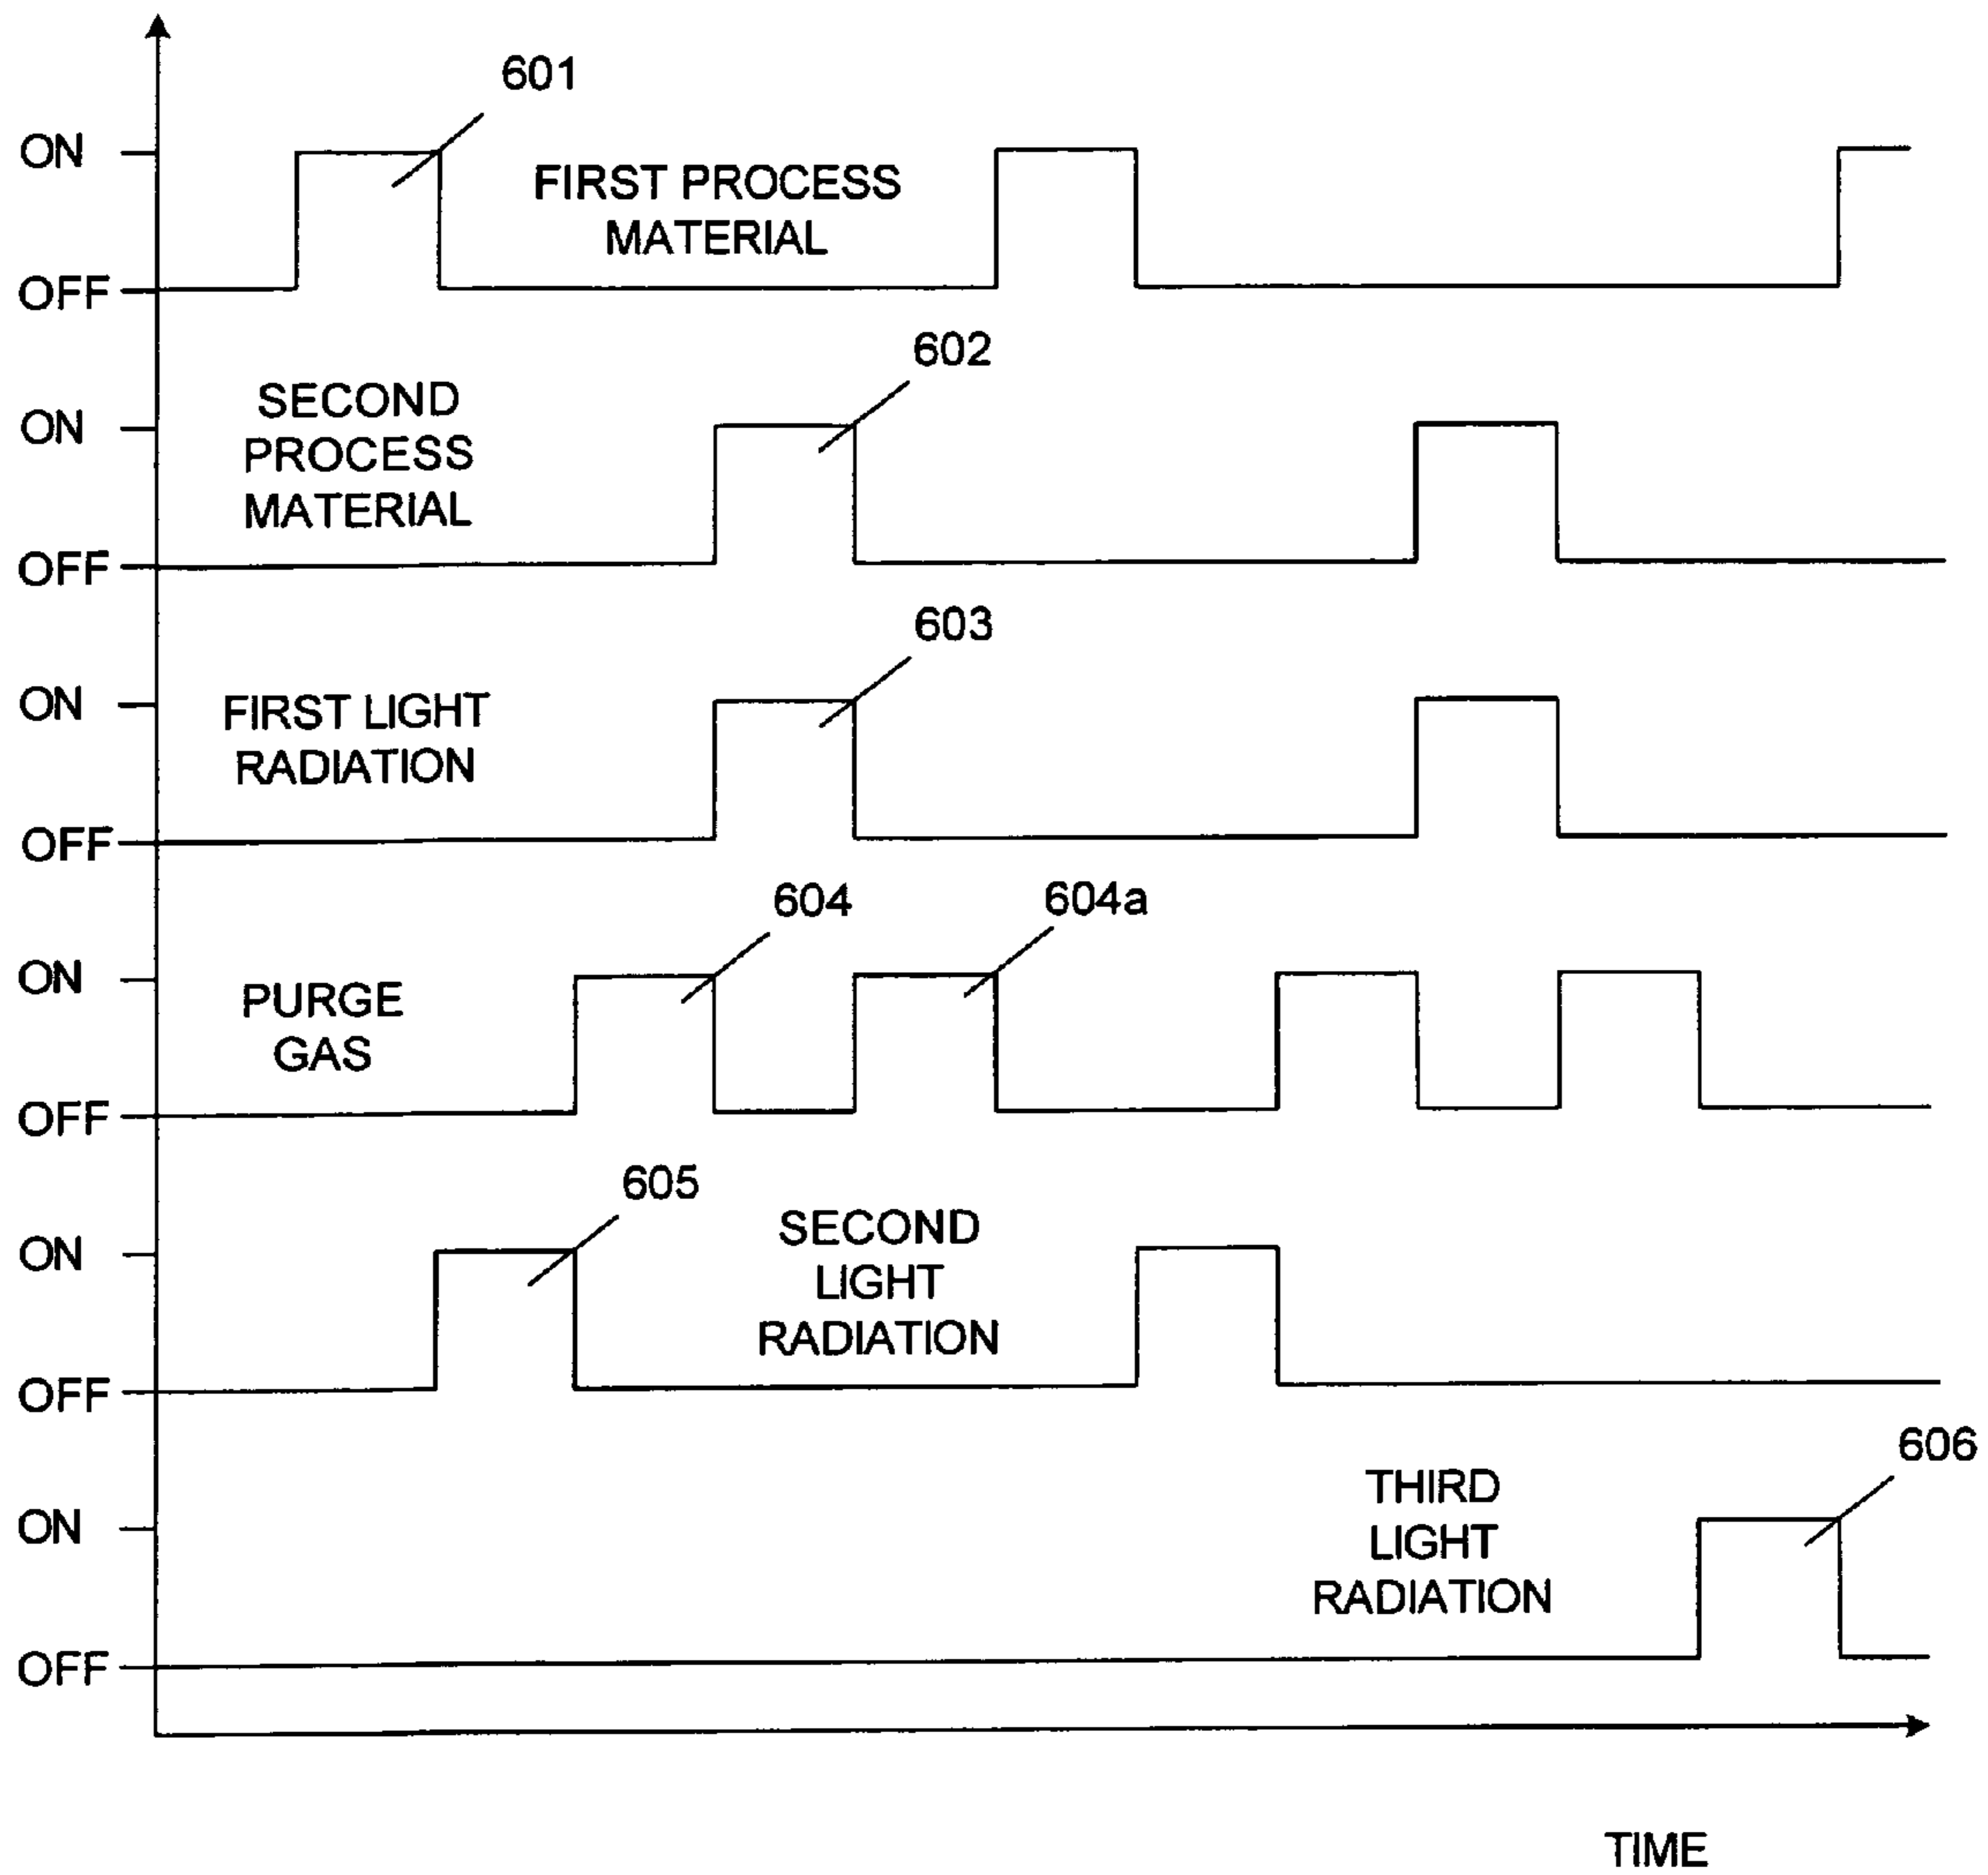 601
ON
FIRST PROCESS
MATERIAL
OFF
602
SECOND
PROCESS
MATERIAL
ON
OFF
603
ON
FIRST LIGHT
RADIATION
OFF
604
604a
ON
PURGE
GAS
OFF
605
SECOND
LIGHT
RADIATION
ON
OFF
606
THIRD
LIGHT
RADIATION
ON
OFF
TIME